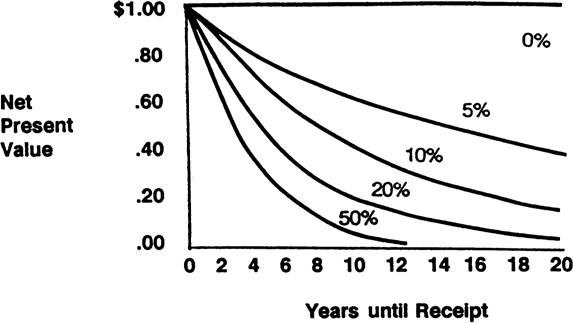 $1.00
0%
.80
Net
Present
Value
.60
5%
.40
10%
20%
.20
50%
.00
0 2 4 6 8 10 12 14 16 18 20
Years until Receipt